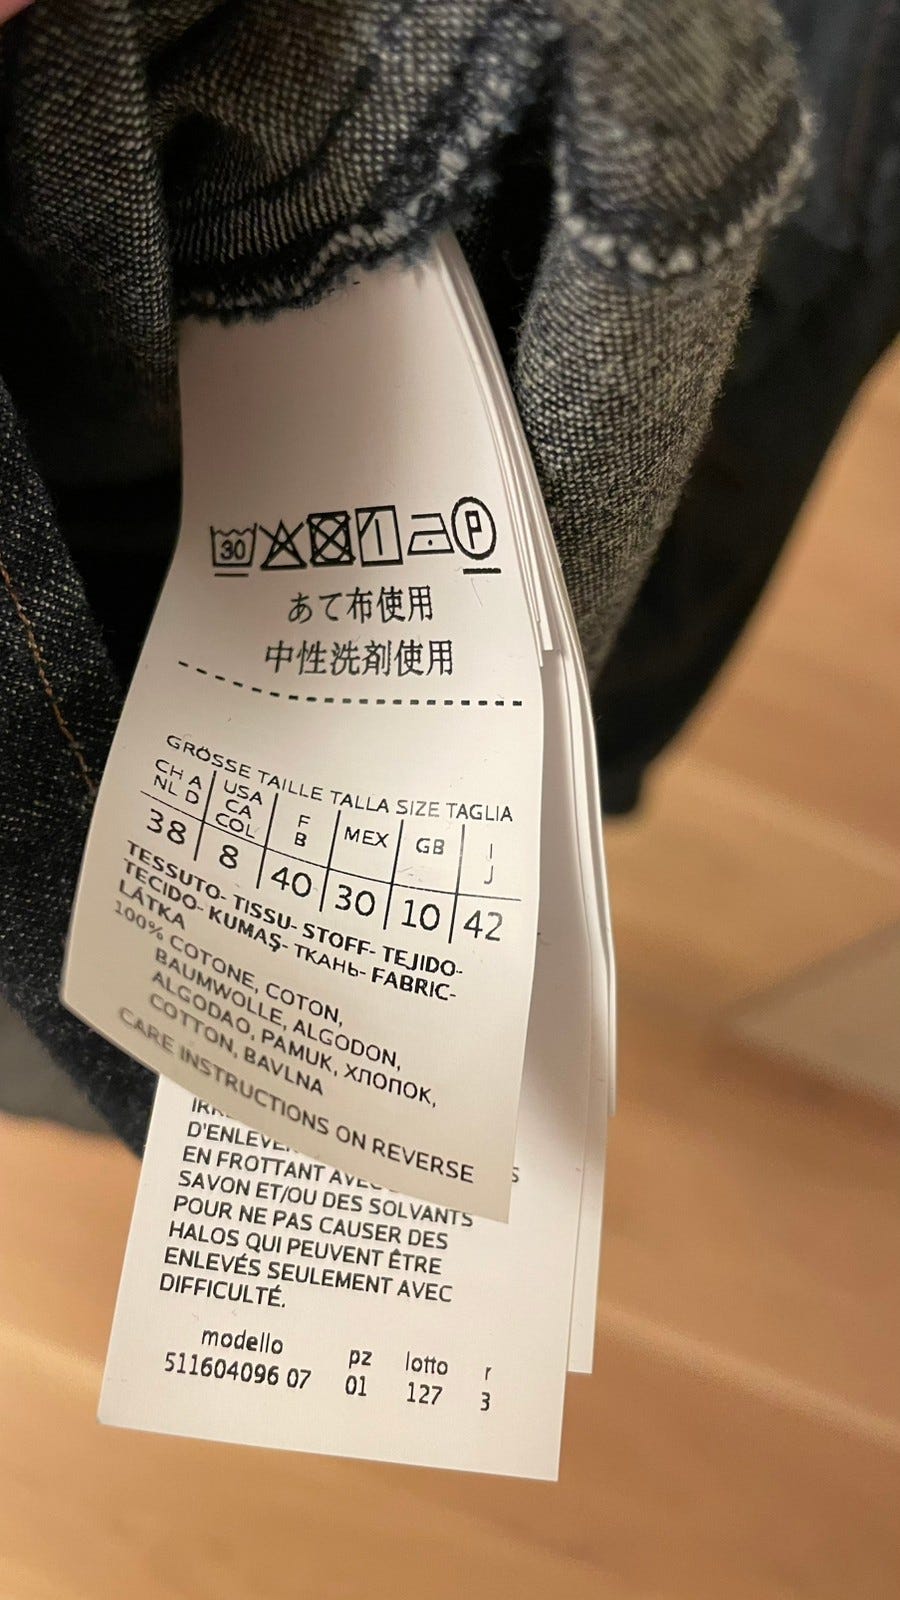 30 P
あて布使用
中性洗剤使用
GRÖSSE TAILLE TALLA SIZE TAGLIA
CH A NL D USA CA COL F B MEX GB I J
38 8 40 30 10 42
TESSUTO- TISSU- STOFF- TEJIDO-
TECIDO- KUMAŞ- ТКАНЬ- FABRIC-
LÁTKA
100% COTONE, COTON,
BAUMWOLLE, ALGODON,
ALGODAO, PAMUK, ХЛОПОК,
COTTON, BAVLNA
CARE INSTRUCTIONS ON REVERSE
D'ENLEVER
EN FROTTANT AVEC
SAVON ET/OU DES SOLVANTS
POUR NE PAS CAUSER DES
HALOS QUI PEUVENT ÊTRE
ENLEVÉS SEULEMENT AVEC
DIFFICULTÉ.
modello pz lotto r
511604096 07 01 127 3